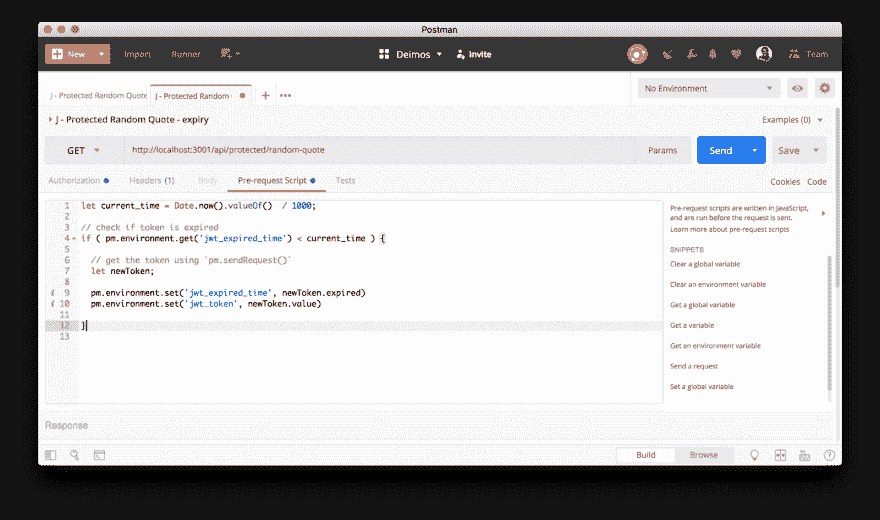 Postman
New
Import
Runner
Deimos
Invite
Team
J - Protected Random Quote
J - Protected Random
No Environment
J - Protected Random Quote - expiry
Examples (0)
GET
http://localhost:3001/api/protected/random-quote
Params
Send
Save
Authorization
Headers (1)
Body
Pre-request Script
Tests
Cookies
Code
1 let current_time = Date.now().valueOf() / 1000;
2
3 // check if token is expired
4 if ( pm.environment.get('jwt_expired_time') < current_time ) {
5
6 // get the token using `pm.sendRequest()`
7 let newToken;
8
9 pm.environment.set('jwt_expired_time', newToken.expired)
10 pm.environment.set('jwt_token', newToken.value)
11
12 }
13
Pre-request scripts are written in JavaScript,
and are run before the request is sent.
Learn more about pre-request scripts
SNIPPETS
Clear a global variable
Clear an environment variable
Get a global variable
Get a variable
Get an environment variable
Send a request
Set a global variable
Response
Build
Browse